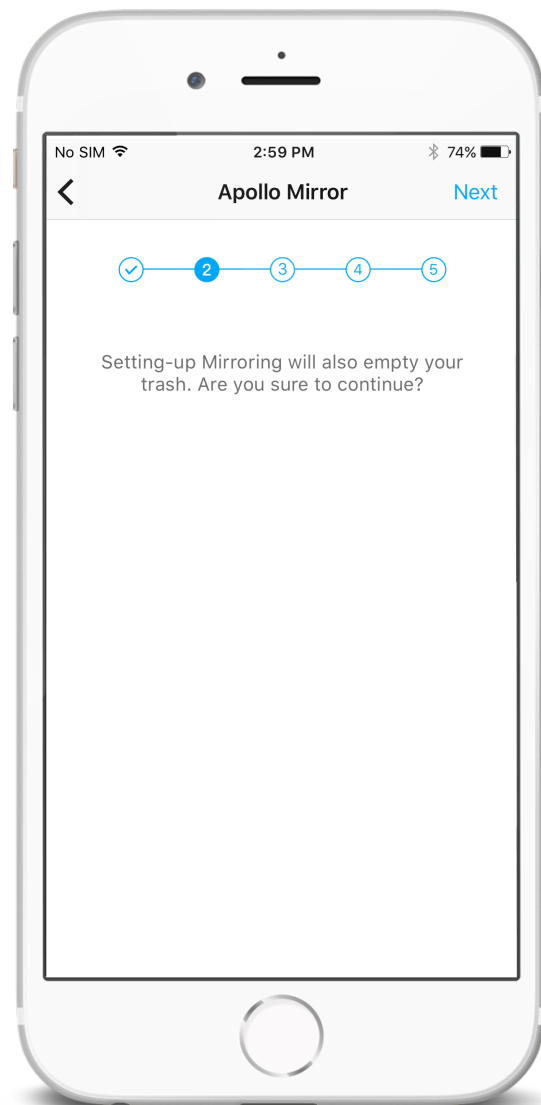 No SIM 2:59 PM 74%
Apollo Mirror Next
2 3 4 5
Setting-up Mirroring will also empty your
trash. Are you sure to continue?